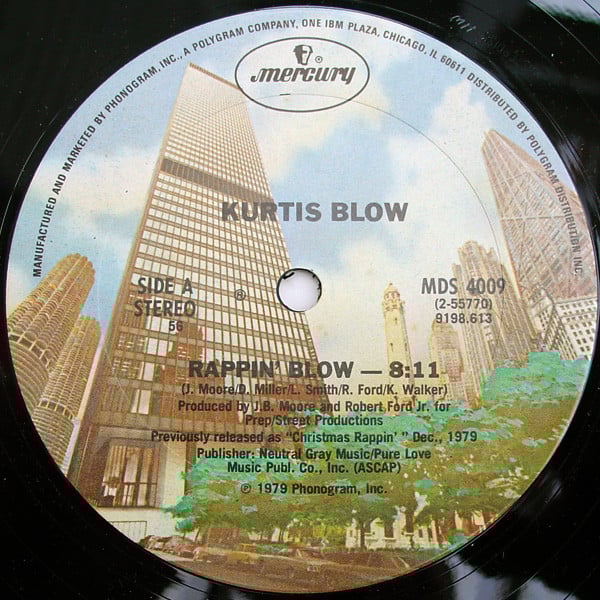 MANUFACTURED AND MARKETED BY PHONOGRAM, INC., A POLYGRAM COMPANY, ONE IBM PLAZA, CHICAGO, IL 60611 DISTRIBUTED BY POLYGRAM DISTRIBUTION INC.
mercury ®
KURTIS BLOW
SIDE A
STEREO
56
®
MDS 4009
(2-55770)
9198.613
RAPPIN' BLOW — 8:11
(J. Moore/D. Miller/L. Smith/R. Ford/K. Walker)
Produced by J.B. Moore and Robert Ford Jr. for
Prep/Street Productions
Previously released as "Christmas Rappin' " Dec., 1979
Publisher: Neutral Gray Music/Pure Love
Music Publ. Co., Inc. (ASCAP)
℗ 1979 Phonogram, Inc.